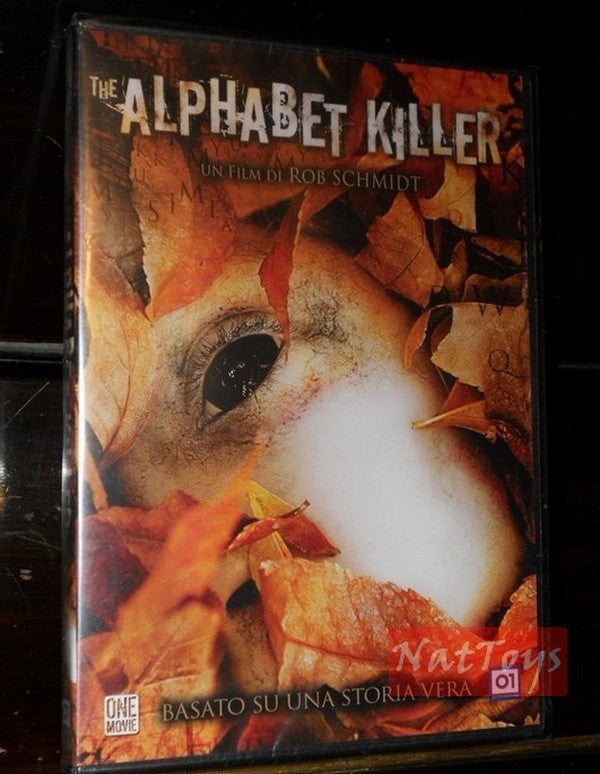 THE ALPHABET KILLER
UN FILM DI ROB SCHMIDT
NatToys
BASATO SU UNA STORIA VERA
01
ONE
MOVIE